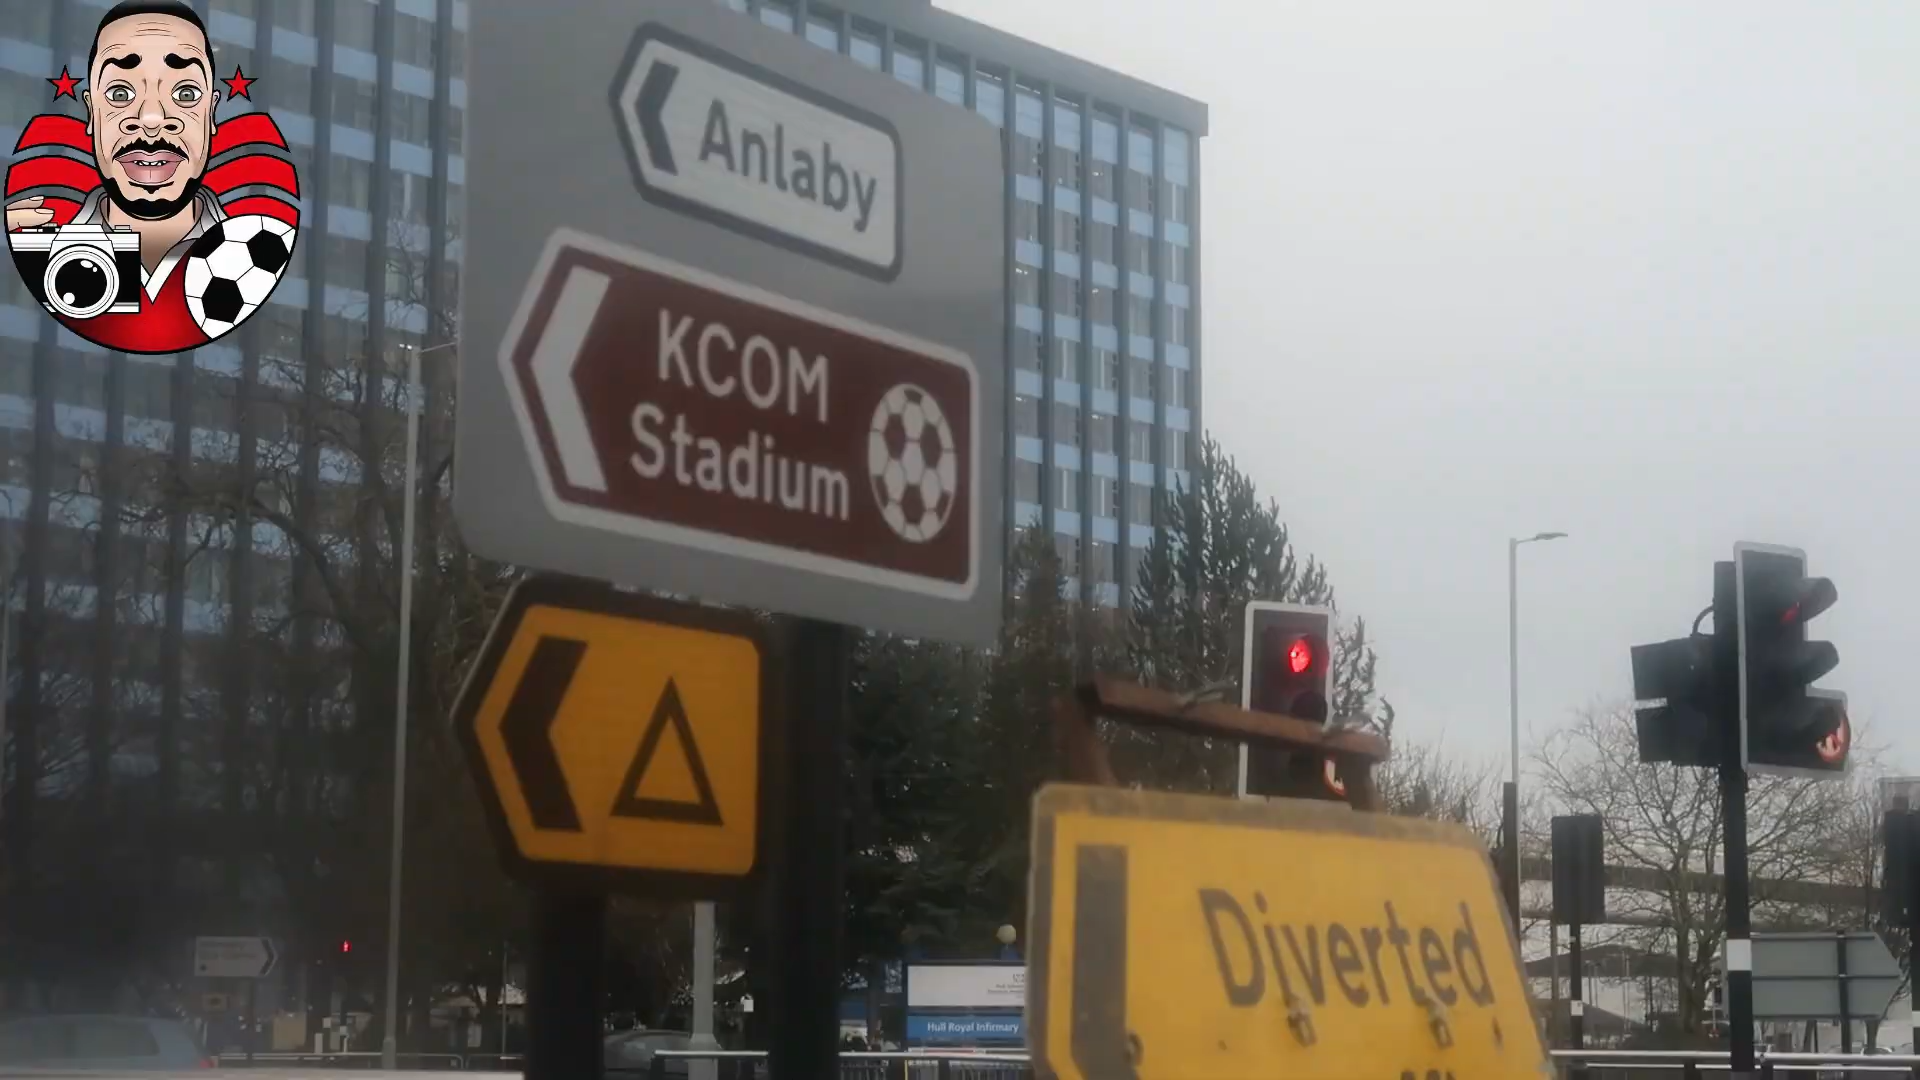 Anlaby
KCOM
Stadium
Diverted
Hull Royal Infirmary